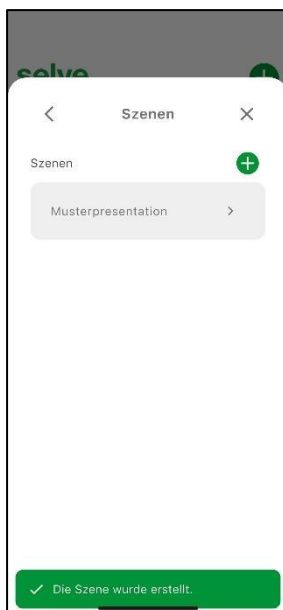 selve
Szenen
Szenen
Musterpresentation
Die Szene wurde erstellt.